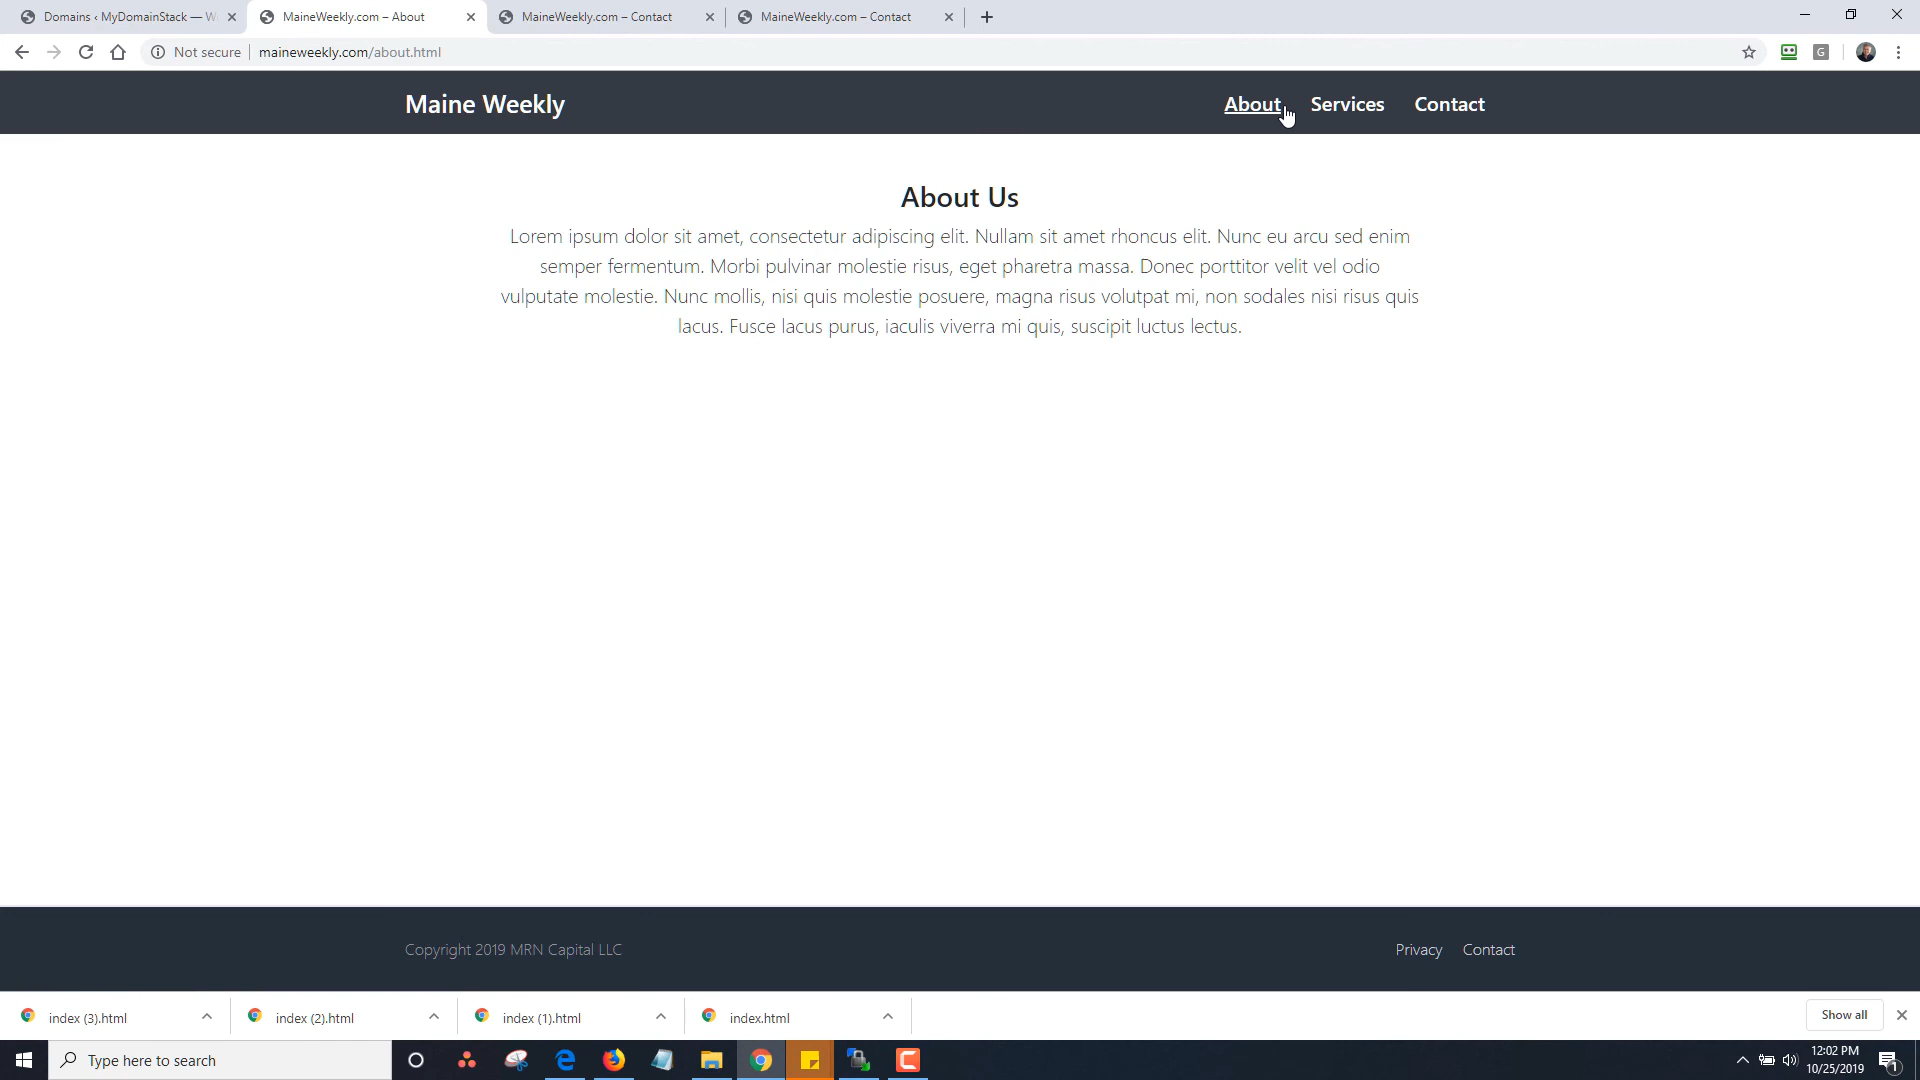 Domains ‹ MyDomainStack — W
MaineWeekly.com – About
MaineWeekly.com – Contact
MaineWeekly.com – Contact
Not secure
maineweekly.com/about.html
G
Maine Weekly
About
Services
Contact
About Us
Lorem ipsum dolor sit amet, consectetur adipiscing elit. Nullam sit amet rhoncus elit. Nunc eu arcu sed enim
semper fermentum. Morbi pulvinar molestie risus, eget pharetra massa. Donec porttitor velit vel odio
vulputate molestie. Nunc mollis, nisi quis molestie posuere, magna risus volutpat mi, non sodales nisi risus quis
lacus. Fusce lacus purus, iaculis viverra mi quis, suscipit luctus lectus.
Copyright 2019 MRN Capital LLC
Privacy
Contact
index (3).html
index (2).html
index (1).html
index.html
Show all
Type here to search
12:02 PM
10/25/2019
1